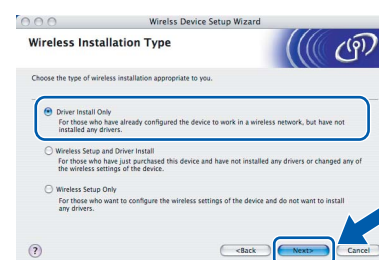 Wirelss Device Setup Wizard
Wireless Installation Type
Choose the type of wireless installation appropriate to you.
Driver Install Only
For those who have already configured the device to work in a wireless network, but have not
installed any drivers.
Wireless Setup and Driver Install
For those who have just purchased this device and have not installed any drivers or changed any of
the wireless settings of the device.
Wireless Setup Only
For those who want to configure the wireless settings of the device and do not want to install
any drivers.
?
<Back
Next>
Cancel